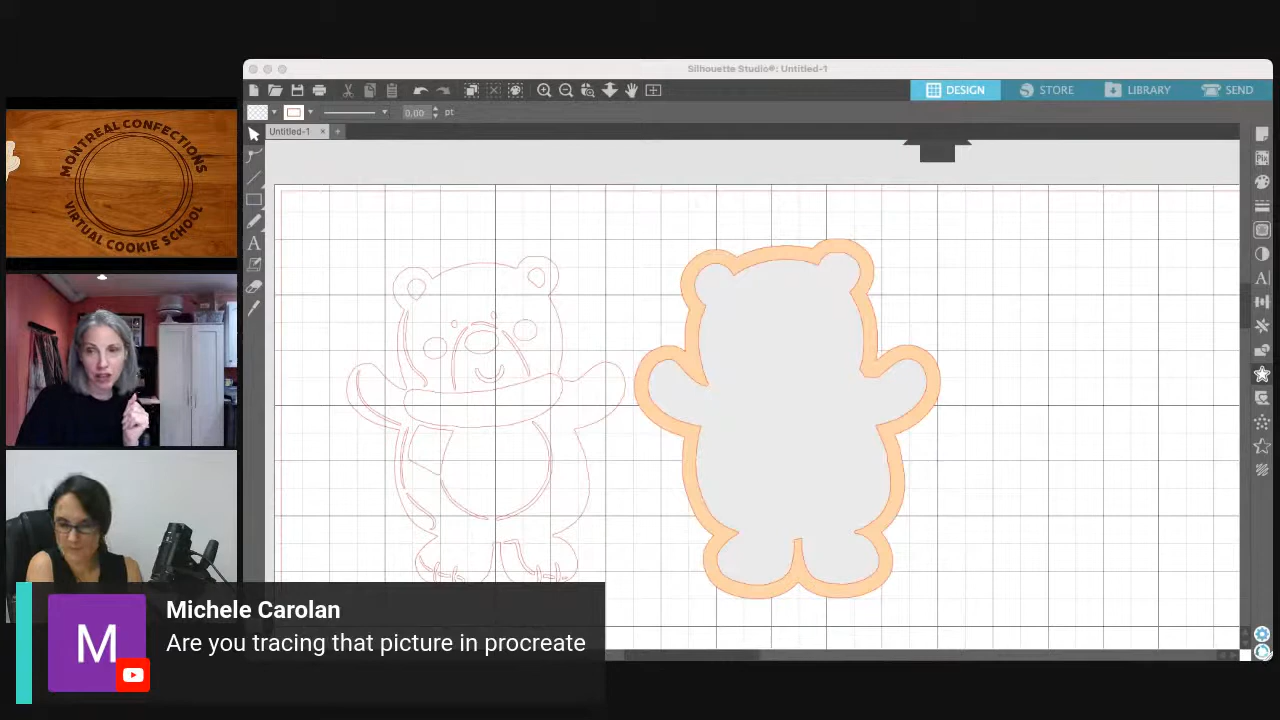 Silhouette Studio®: Untitled-1
DESIGN
STORE
LIBRARY
SEND
0.00 pt
Untitled-1
MONTREAL CONFECTIONS
VIRTUAL COOKIE SCHOOL
M
Michele Carolan
Are you tracing that picture in procreate